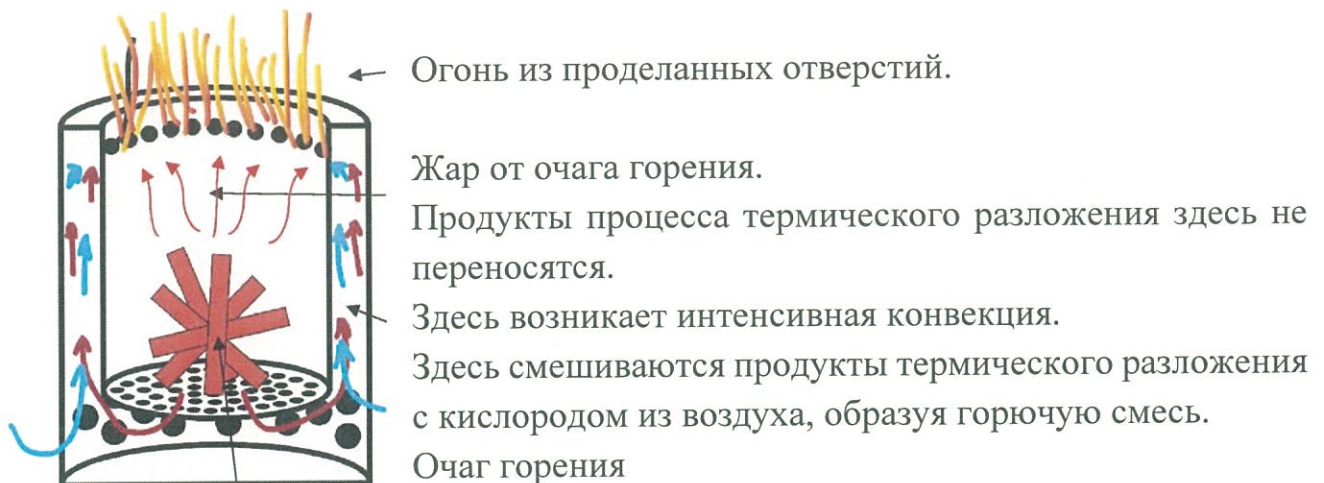 Огонь из проделанных отверстий.
Жар от очага горения.
Продукты процесса термического разложения здесь не
переносятся.
Здесь возникает интенсивная конвекция.
Здесь смешиваются продукты термического разложения
с кислородом из воздуха, образуя горючую смесь.
Очаг горения